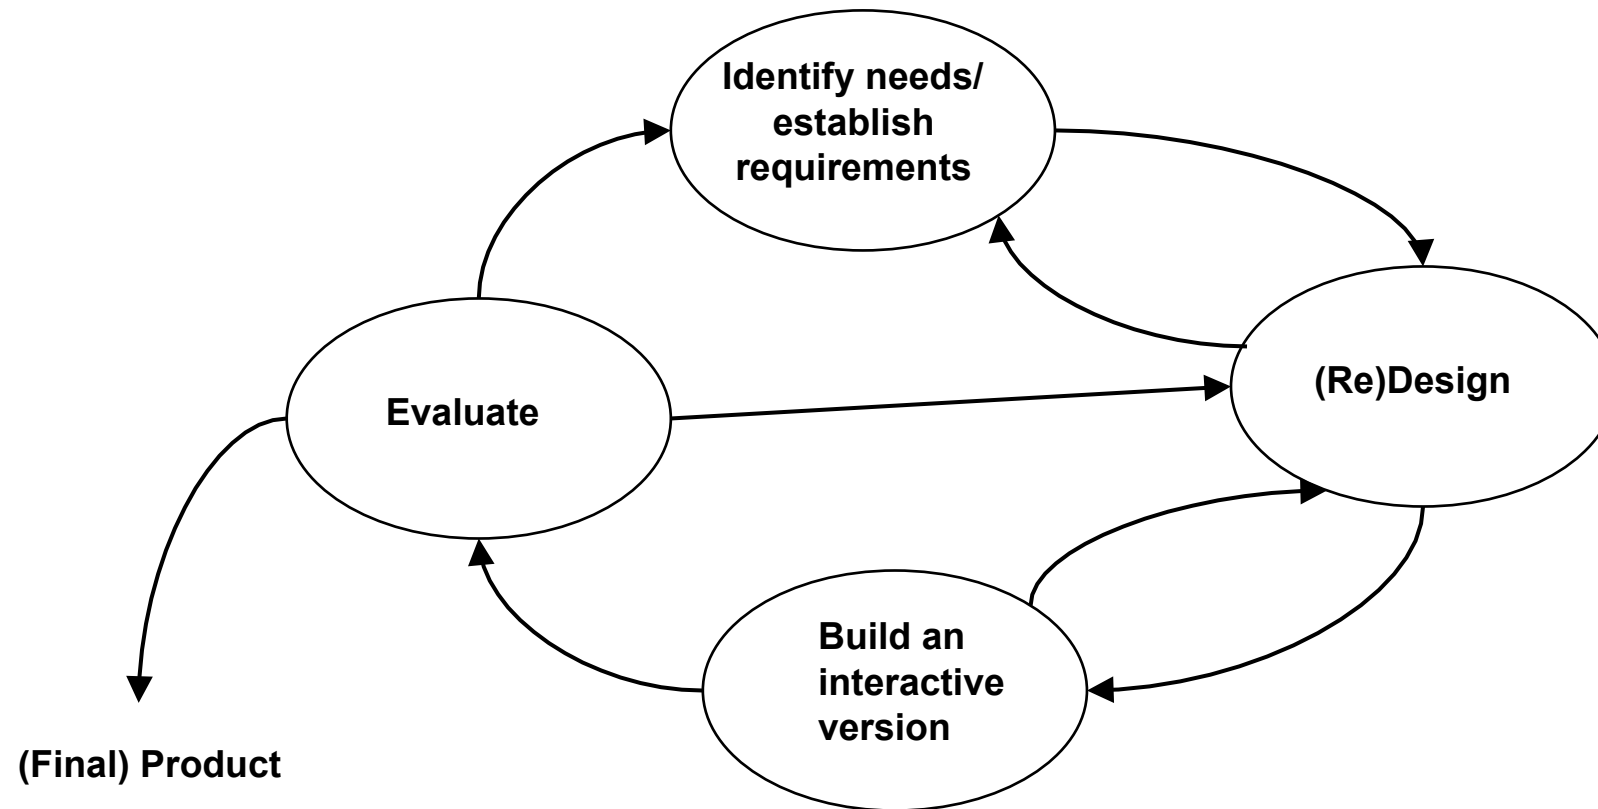 Identify needs/
establish
requirements
(Re)Design
Evaluate
Build an
interactive
version
(Final) Product